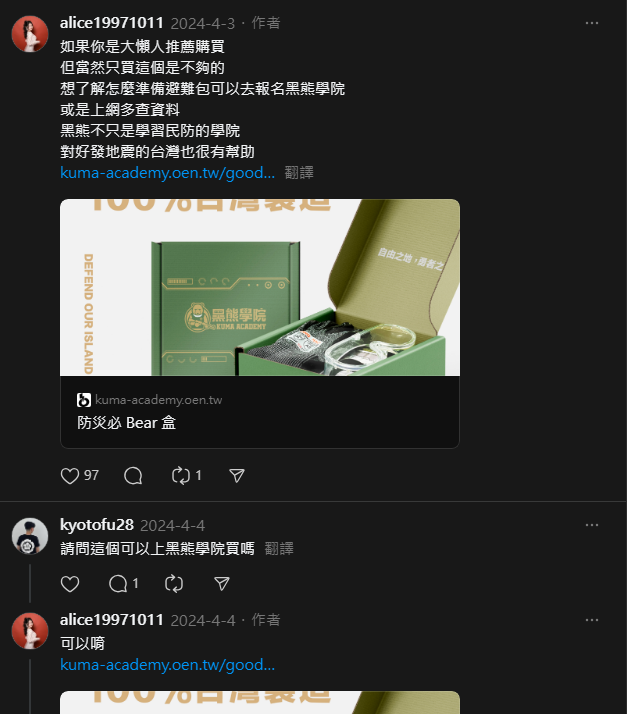 alice19971011 2024-4-3 · 作者
如果你是大懶人推薦購買
但當然只買這個是不夠的
想了解怎麼準備避難包可以去報名黑熊學院
或是上網多查資料
黑熊不只是學習民防的學院
對好發地震的台灣也很有幫助
kuma-academy.oen.tw/good... 翻譯
100%台灣製造
DEFEND OUR ISLAND
自由之地,勇者之
黑熊學院
KUMA ACADEMY
kuma-academy.oen.tw
防災必 Bear 盒
97
1
kyotofu28 2024-4-4
請問這個可以上黑熊學院買嗎 翻譯
1
alice19971011 2024-4-4 · 作者
可以唷
kuma-academy.oen.tw/good...
100%台灣製造